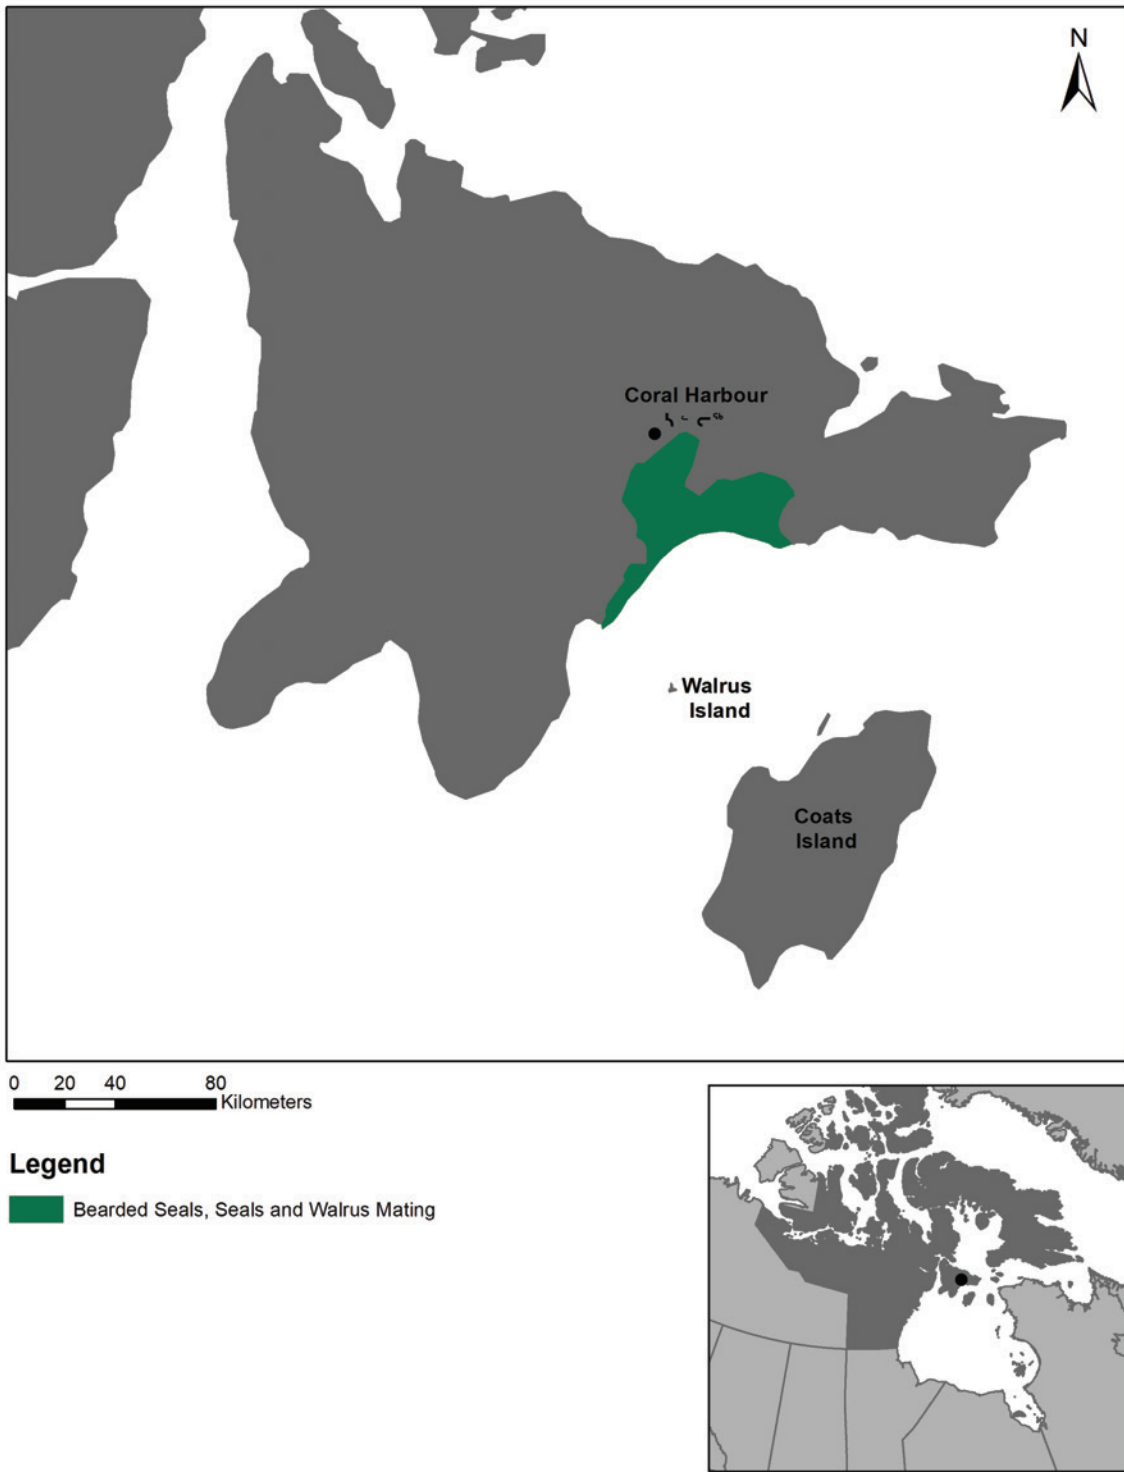 N
Coral Harbour
Walrus
Island
Coats
Island
0 20 40 80
Kilometers
Legend
Bearded Seals, Seals and Walrus Mating